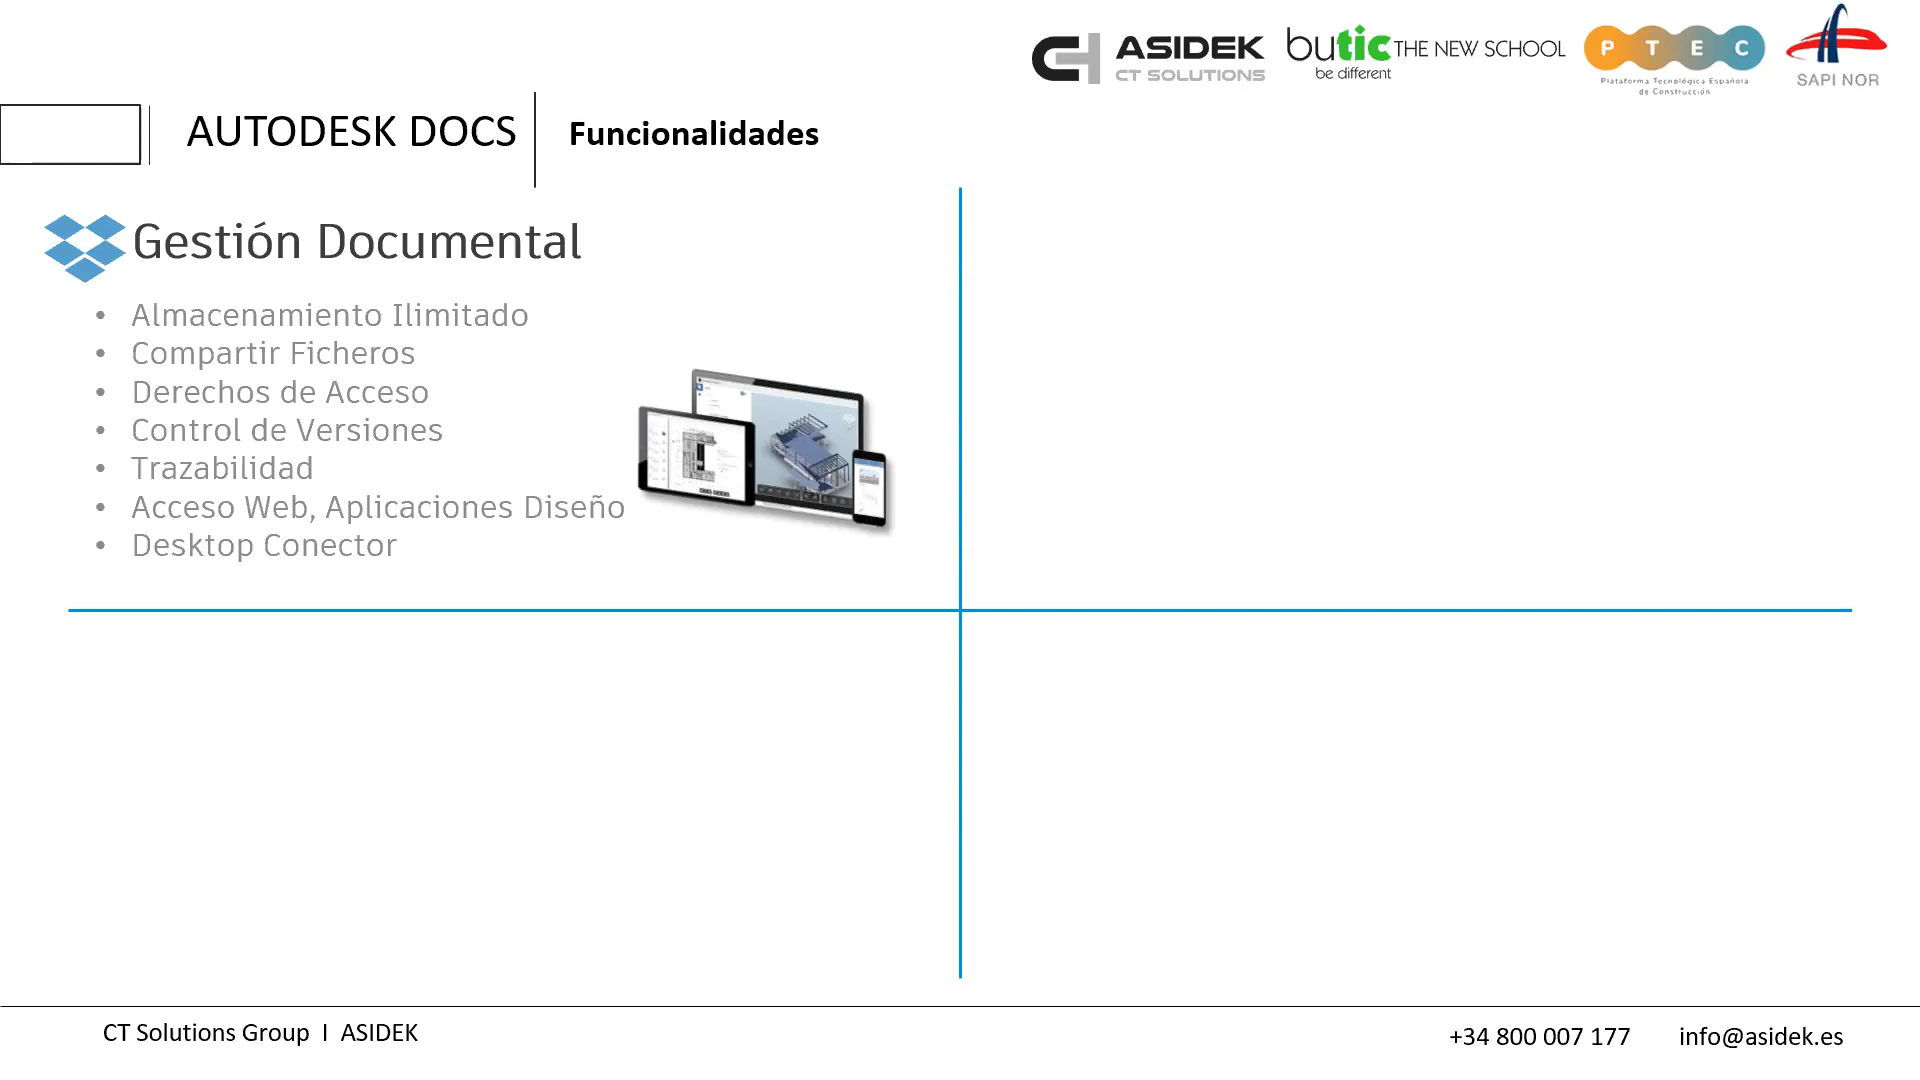 ASIDEK
CT SOLUTIONS
butic THE NEW SCHOOL
be different
P T E C
Plataforma Tecnológica Española
de Construcción
SAPI NOR
AUTODESK DOCS
Funcionalidades
Gestión Documental
• Almacenamiento Ilimitado
• Compartir Ficheros
• Derechos de Acceso
• Control de Versiones
• Trazabilidad
• Acceso Web, Aplicaciones Diseño
• Desktop Conector
CT Solutions Group I ASIDEK
+34 800 007 177 info@asidek.es